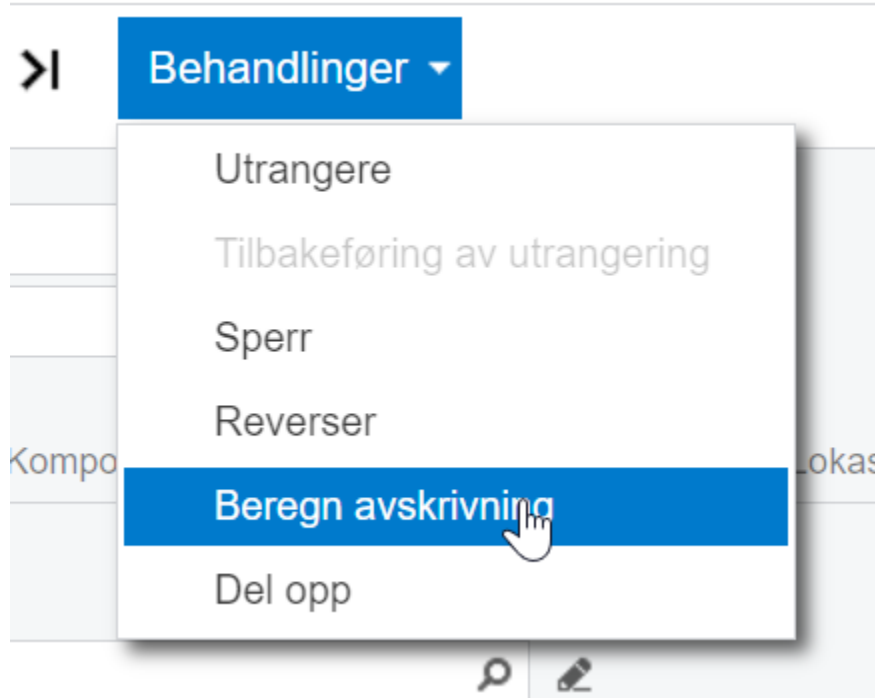 Behandlinger
Utrangere
Tilbakeføring av utrangering
Sperr
Reverser
Beregn avskrivning
Del opp